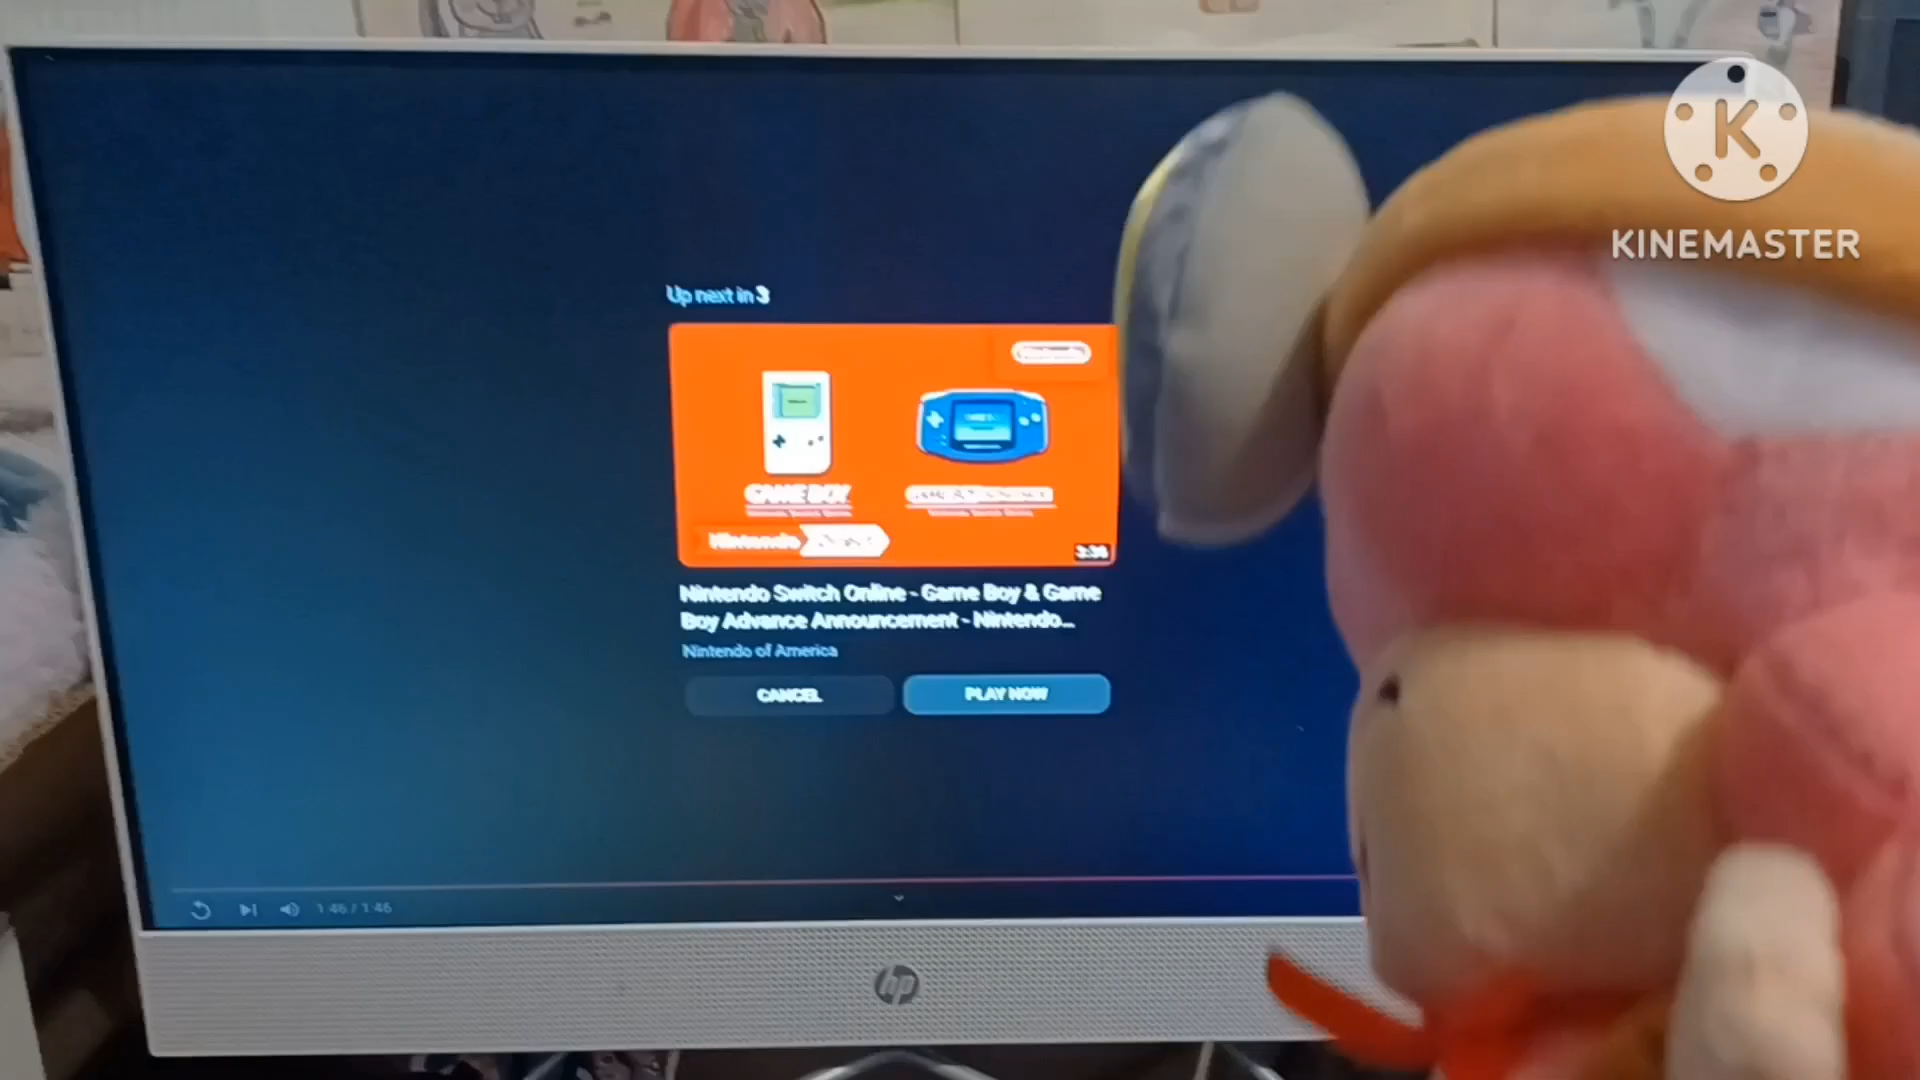 K
KINEMASTER
Up next in 3
Nintendo
GAME BOY
Nintendo
3:36
Nintendo Switch Online - Game Boy & Game
Boy Advance Announcement - Nintendo...
Nintendo of America
CANCEL
PLAY NOW
1:46 / 1:46
hp